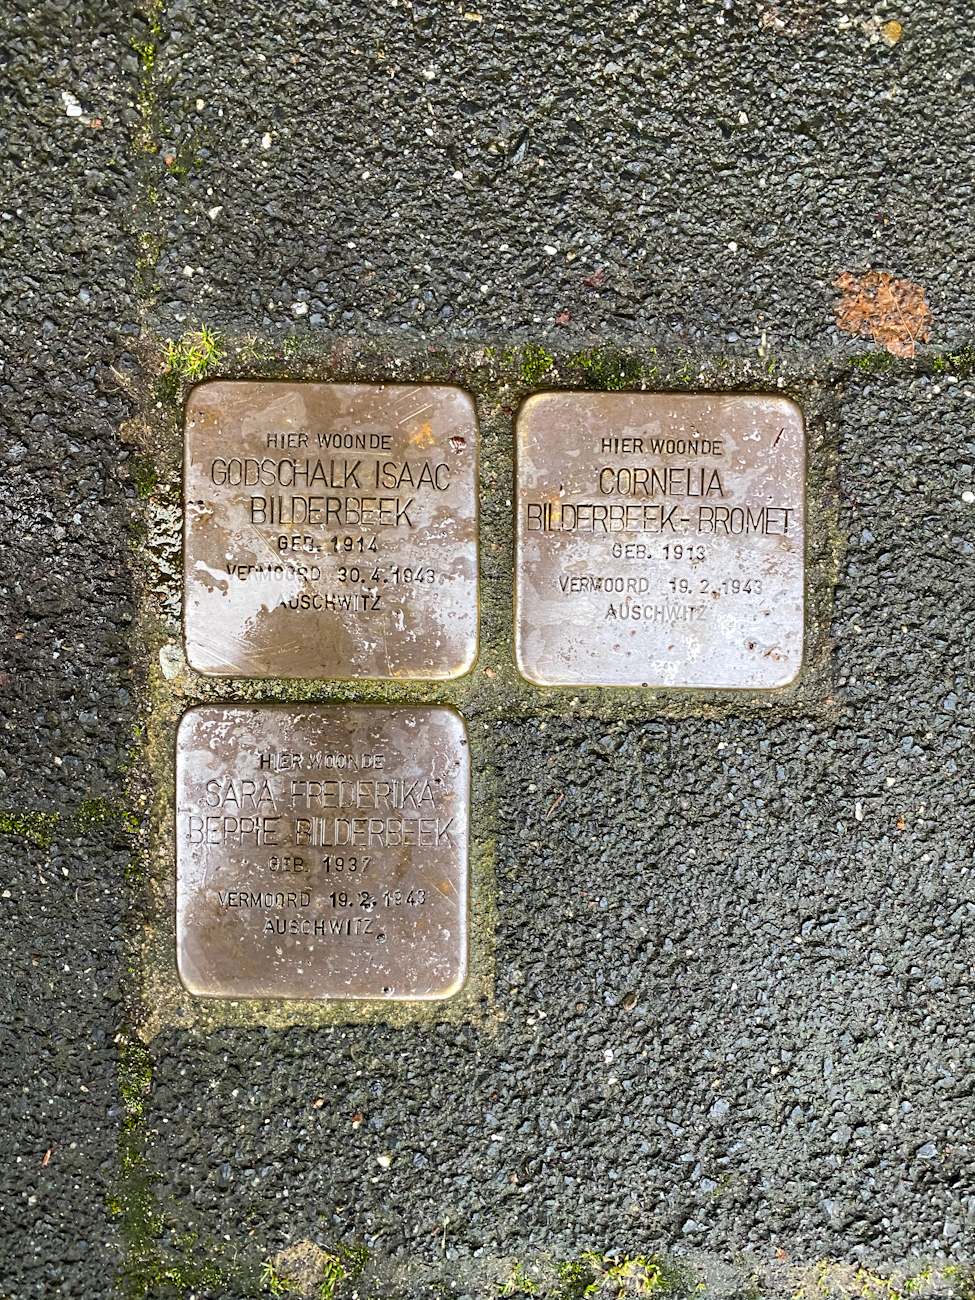 HIER WOONDE
GODSCHALK ISAAC
BILDERBEEK
GEB. 1914
VERMOORD 30.4.1943
AUSCHWITZ
HIER WOONDE
CORNELIA
BILDERBEEK-BROMET
GEB. 1913
VERMOORD 19.2.1943
AUSCHWITZ
HIER WOONDE
SARA FREDERIKA
BEPPIE BILDERBEEK
GEB. 1937
VERMOORD 19.2.1943
AUSCHWITZ